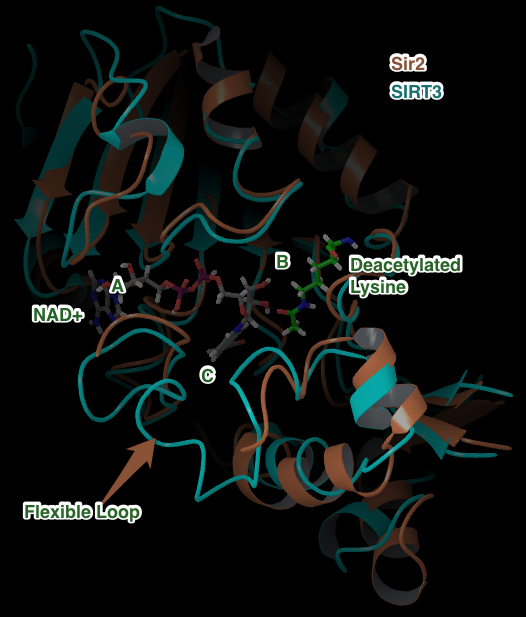 Sir2
SIRT3
B
A
Deacetylated
Lysine
NAD+
C
Flexible Loop